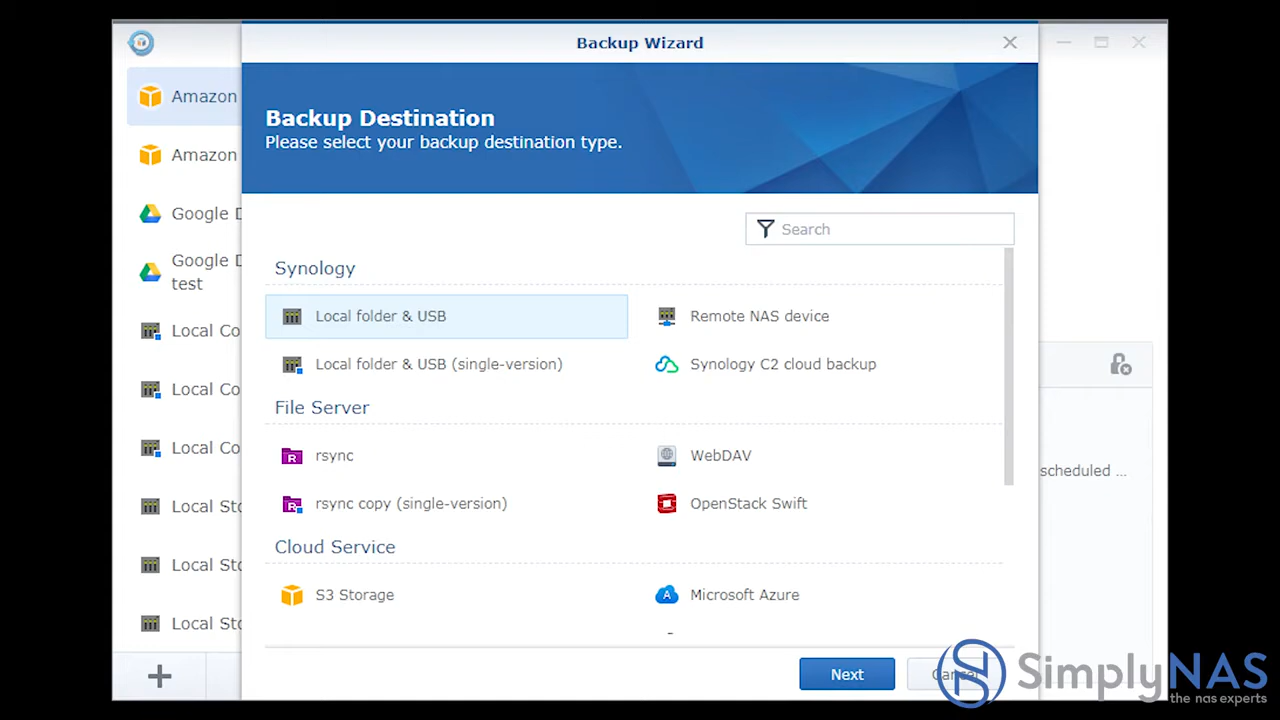 Backup Wizard
Backup Destination
Please select your backup destination type.
Search
Amazon
Amazon
Google
Google
test
Local Co
Local Co
Local Co
Local Sto
Local Sto
Local Sto
Synology
Local folder & USB
Remote NAS device
Local folder & USB (single-version)
Synology C2 cloud backup
File Server
rsync
WebDAV
rsync copy (single-version)
OpenStack Swift
Cloud Service
S3 Storage
Microsoft Azure
scheduled ...
Next
Cancel
SimplyNAS
the nas experts